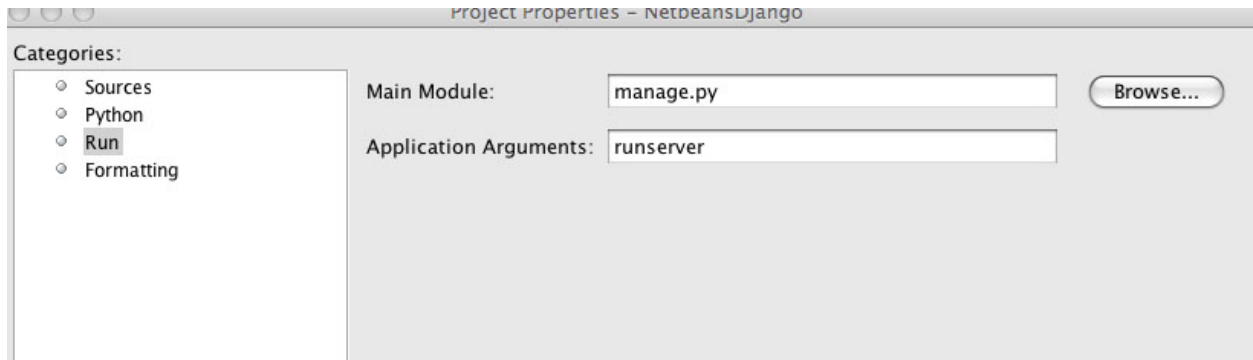 Project Properties – NetbeansDjango
Categories:
Sources
Python
Run
Formatting
Main Module:
manage.py
Browse...
Application Arguments:
runserver